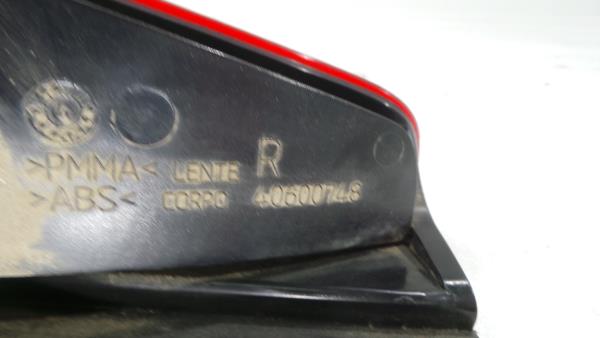 >PMMA< LENTE R
>ABS< CORPO 40600748